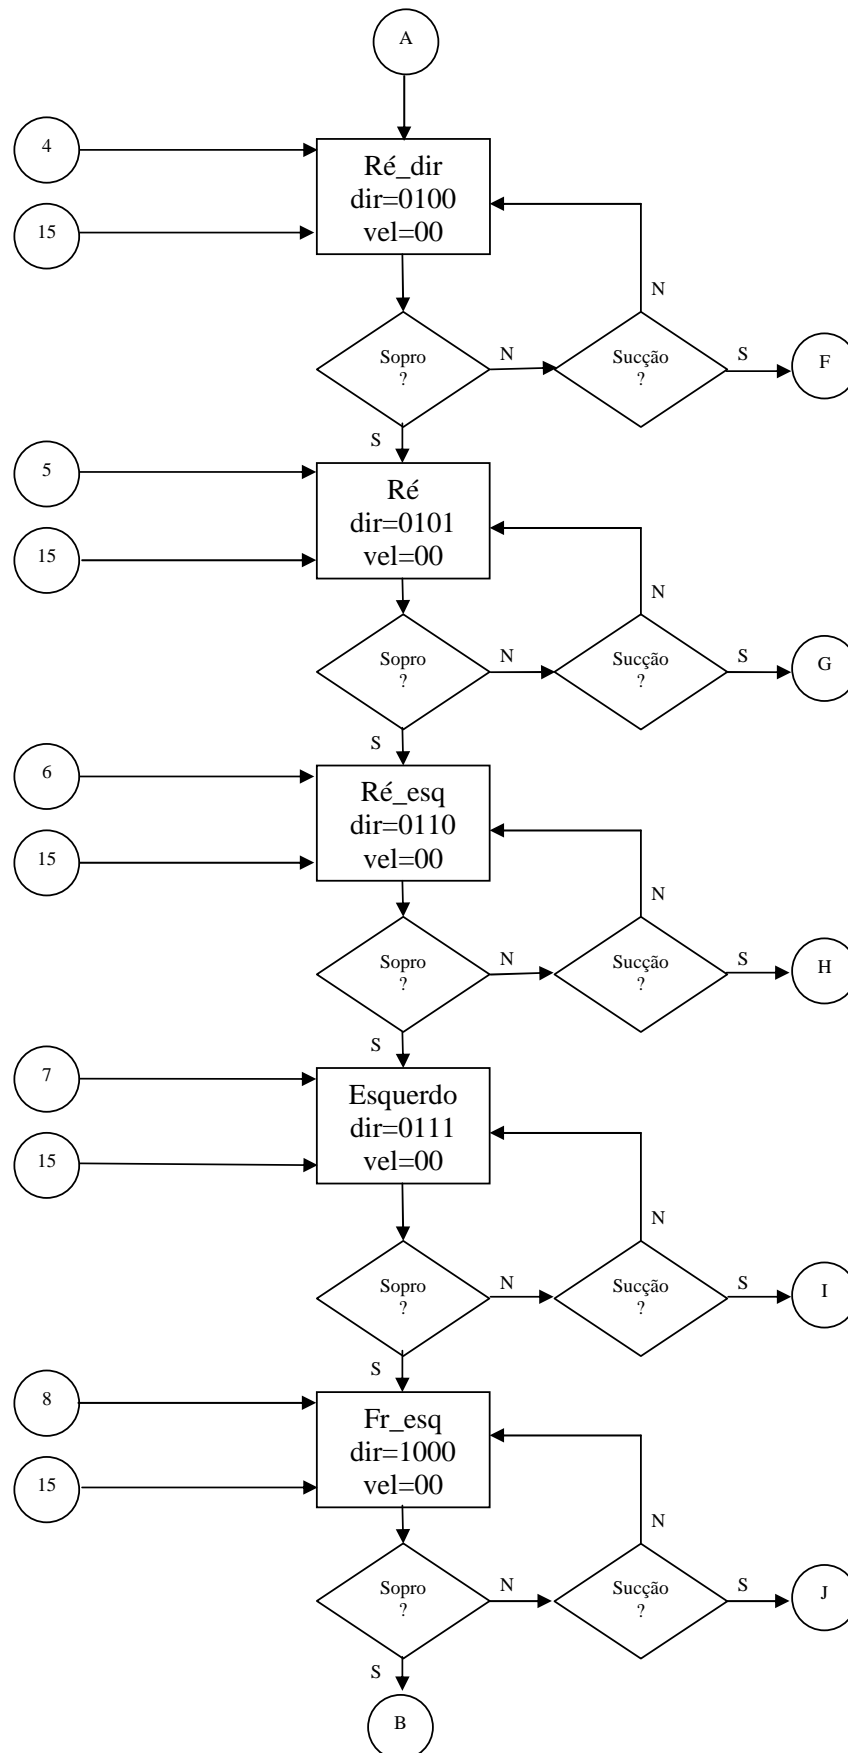 A
4
Ré_dir
dir=0100
vel=00
15
N
Sopro
?
N
Sucção
?
S
F
S
5
Ré
dir=0101
vel=00
15
N
Sopro
?
N
Sucção
?
S
G
S
6
Ré_esq
dir=0110
vel=00
15
N
Sopro
?
N
Sucção
?
S
H
S
7
Esquerdo
dir=0111
vel=00
15
N
Sopro
?
N
Sucção
?
S
I
S
8
Fr_esq
dir=1000
vel=00
15
N
Sopro
?
N
Sucção
?
S
J
S
B